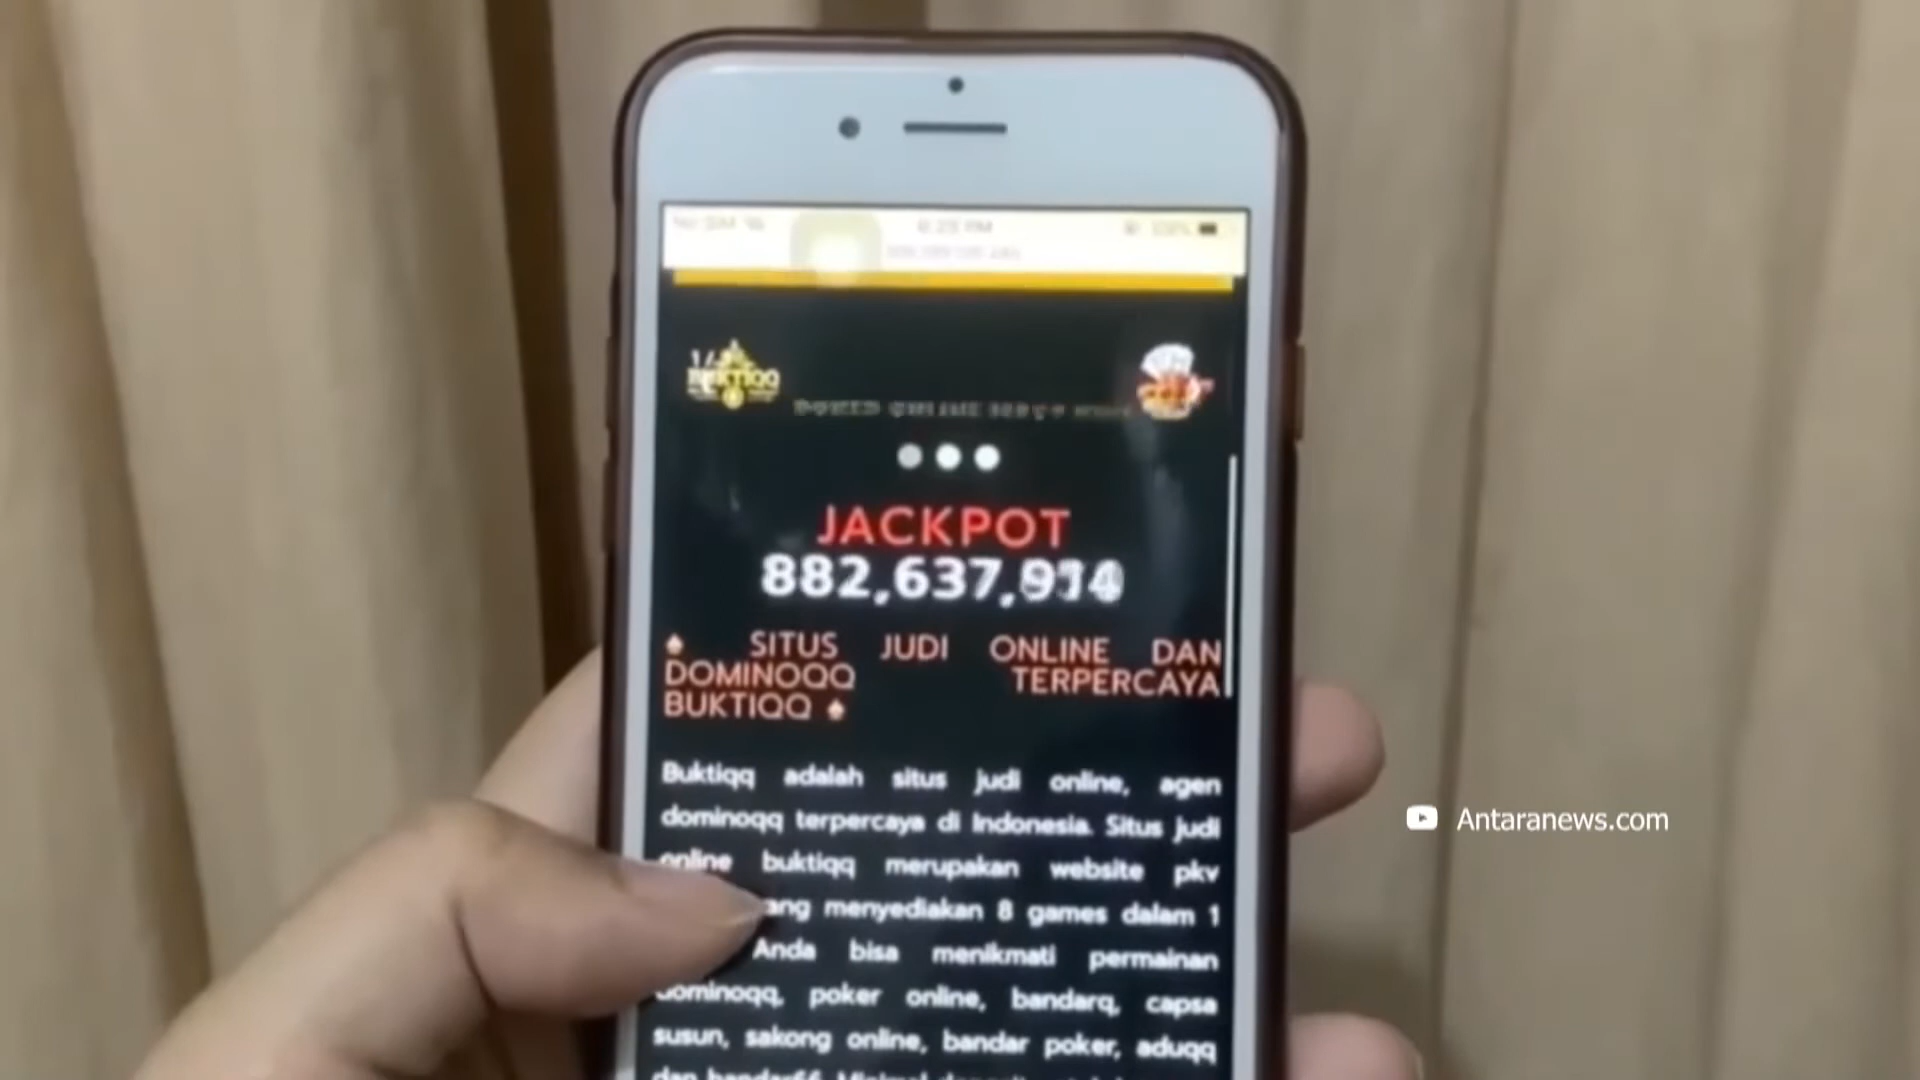 BUKTIQQ
JACKPOT
882,637,914
♠ SITUS JUDI ONLINE DAN
DOMINOQQ TERPERCAYA
BUKTIQQ ♠
Buktiqq adalah situs judi online, agen
dominoqq terpercaya di Indonesia. Situs judi
online buktiqq merupakan website pkv
ang menyediakan 8 games dalam 1
Anda bisa menikmati permainan
dominoqq, poker online, bandarq, capsa
susun, sakong online, bandar poker, aduqq
Antaranews.com